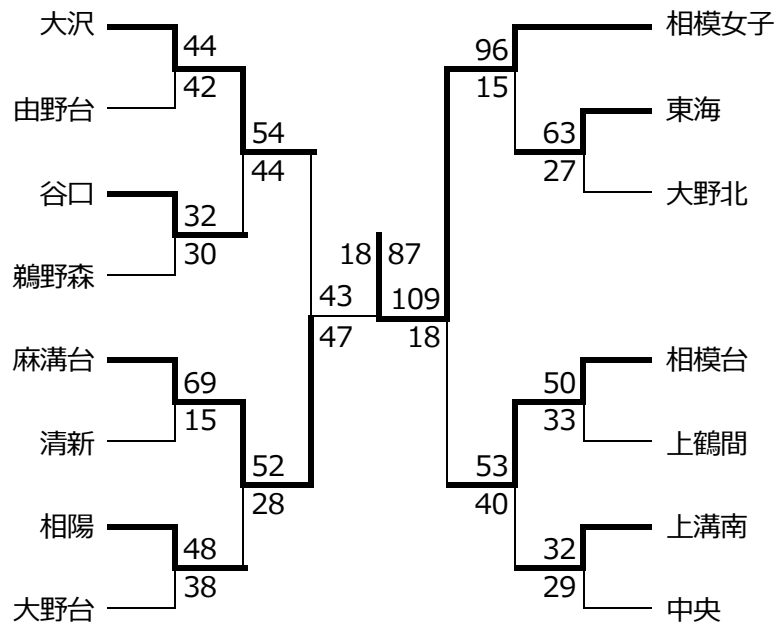 大沢
44
42
由野台
54
44
谷口
32
30
鵜野森
43
47
麻溝台
69
15
清新
52
28
相陽
48
38
大野台
18 87
相模女子
96
15
東海
63
27
大野北
109
18
相模台
50
33
上鶴間
53
40
上溝南
32
29
中央